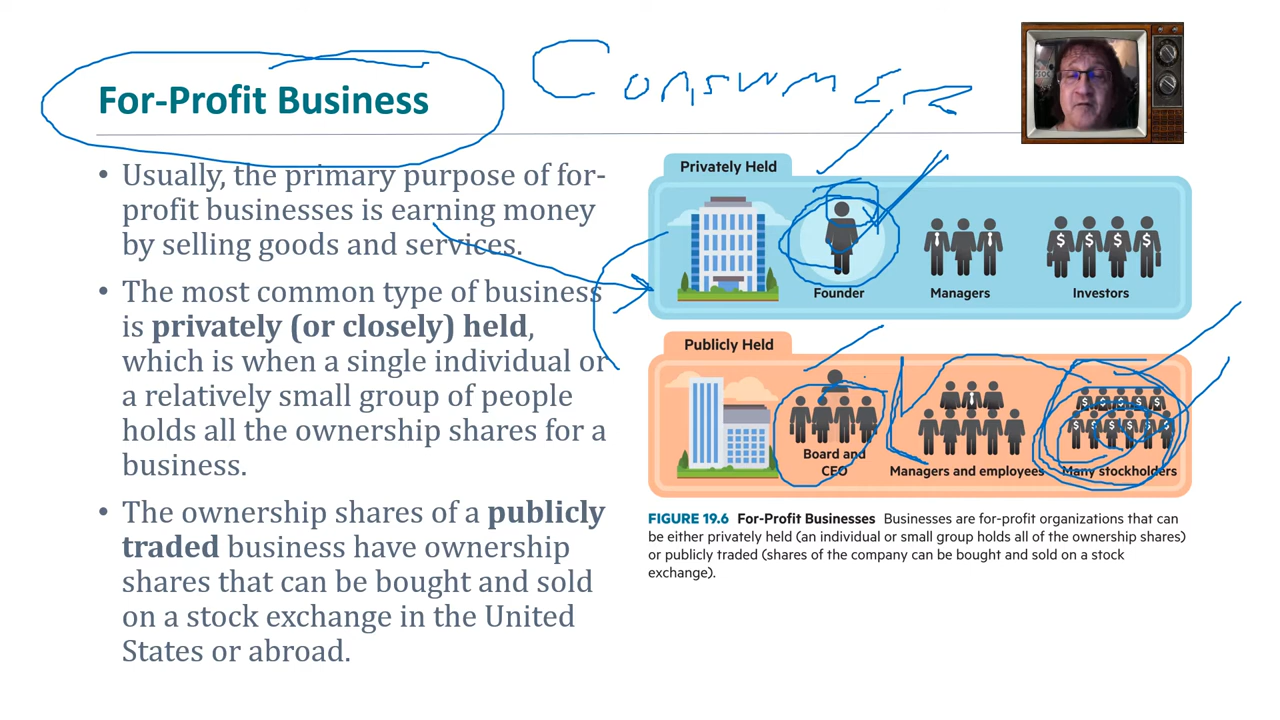 For-Profit Business
Consumer
• Usually, the primary purpose of for-
profit businesses is earning money
by selling goods and services.
• The most common type of business
is privately (or closely) held,
which is when a single individual or
a relatively small group of people
holds all the ownership shares for a
business.
• The ownership shares of a publicly
traded business have ownership
shares that can be bought and sold
on a stock exchange in the United
States or abroad.
Privately Held
Founder
Managers
Investors
Publicly Held
Board and
CEO
Managers and employees
Many stockholders
FIGURE 19.6 For-Profit Businesses Businesses are for-profit organizations that can
be either privately held (an individual or small group holds all of the ownership shares)
or publicly traded (shares of the company can be bought and sold on a stock
exchange).